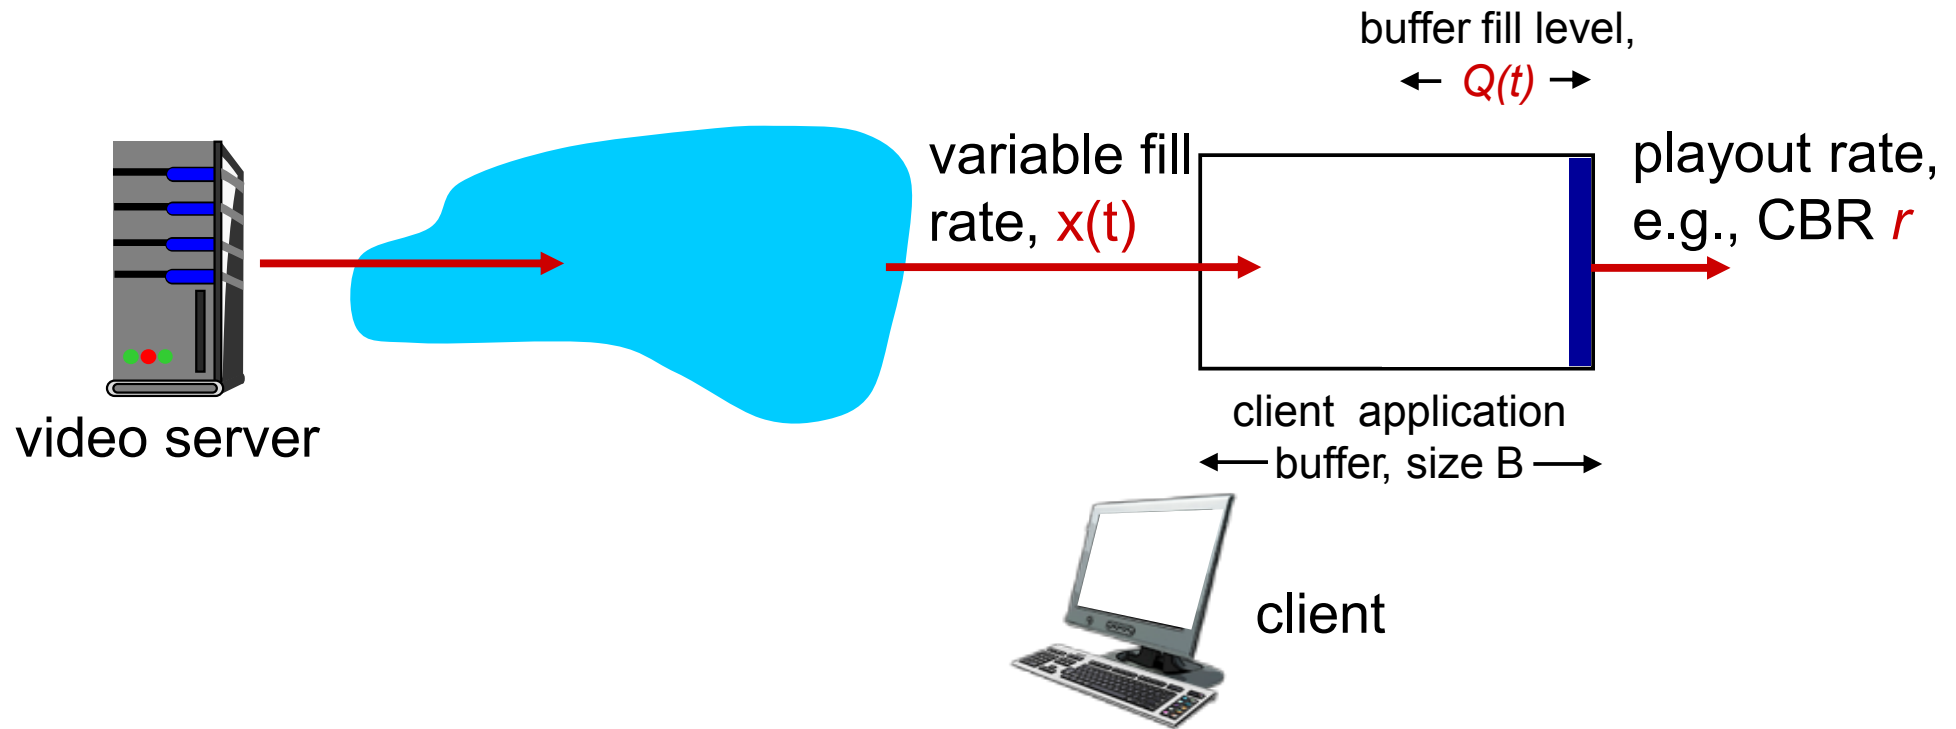 buffer fill level,
Q(t)
variable fill
rate, x(t)
playout rate,
e.g., CBR r
client application
buffer, size B
video server
client